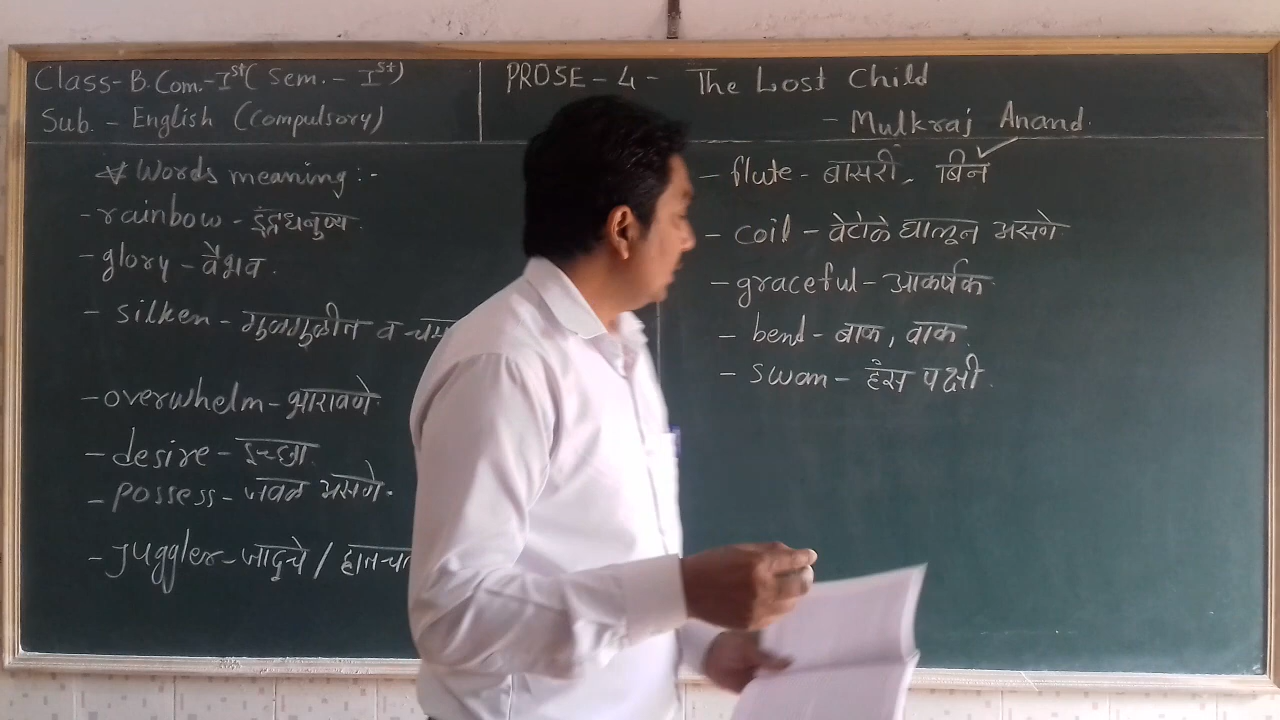 Class-B.Com.-Ist (Sem.- Ist)
Sub. - English (Compulsory)
PROSE - 4 - The Lost Child
- Mulkraj Anand.
* Words meaning :-
- rainbow - इंद्रधनुष्य.
- glory - वैभव.
- silken - मुळमुळीत व
- overwhelm - भारावणे.
- desire - इच्छा.
- possess - जवळ असणे.
- Juggler - जादूचे /
- flute - बासरी, बिन
- coil - वेटोळे घालून असणे.
- graceful - आकर्षक.
- bend - बाक, वाक.
- swan - हंस पक्षी.